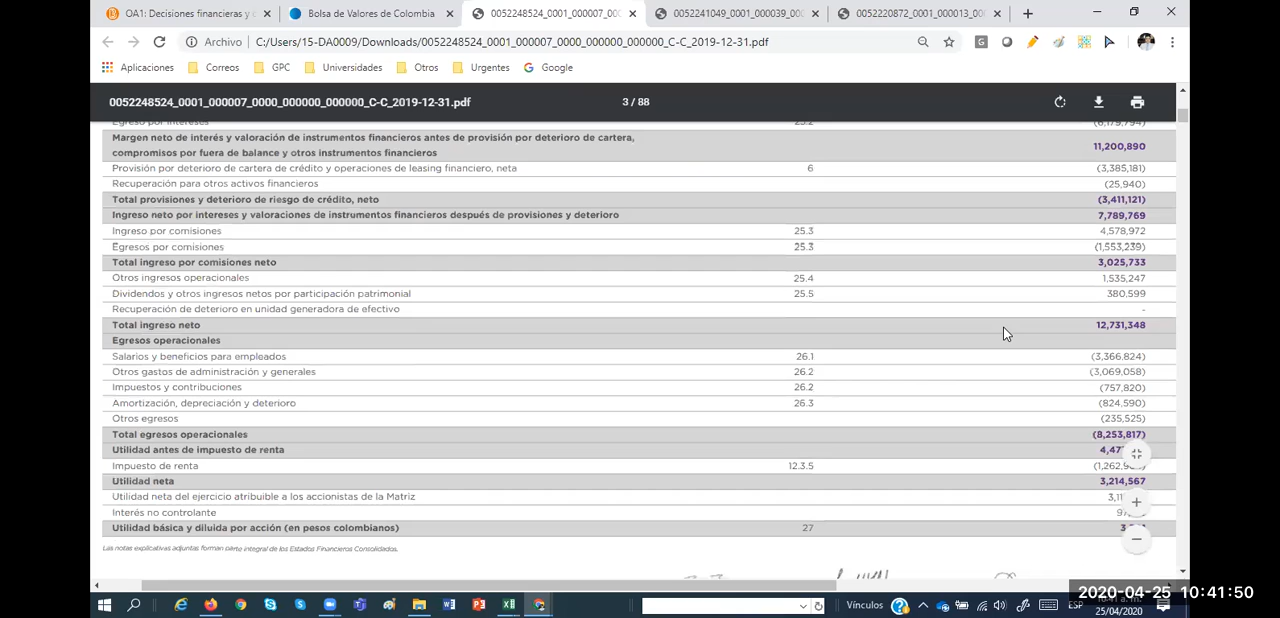 OA1: Decisiones financieras y
Bolsa de Valores de Colombia
0052248524_0001_000007_00
0052241049_0001_000039_00
0052220872_0001_000013_00
Archivo
C:/Users/15-DA0009/Downloads/0052248524_0001_000007_0000_000000_000000_C-C_2019-12-31.pdf
Aplicaciones
Correos
GPC
Universidades
Otros
Urgentes
Google
0052248524_0001_000007_0000_000000_000000_C-C_2019-12-31.pdf
3 / 88
Egreso por intereses 25.2 (6,179,794)
Margen neto de interés y valoración de instrumentos financieros antes de provisión por deterioro de cartera,
compromisos por fuera de balance y otros instrumentos financieros 11,200,890
Provisión por deterioro de cartera de crédito y operaciones de leasing financiero, neta 6 (3,385,181)
Recuperación para otros activos financieros (25,940)
Total provisiones y deterioro de riesgo de crédito, neto (3,411,121)
Ingreso neto por intereses y valoraciones de instrumentos financieros después de provisiones y deterioro 7,789,769
Ingreso por comisiones 25.3 4,578,972
Egresos por comisiones 25.3 (1,553,239)
Total ingreso por comisiones neto 3,025,733
Otros ingresos operacionales 25.4 1,535,247
Dividendos y otros ingresos netos por participación patrimonial 25.5 380,599
Recuperación de deterioro en unidad generadora de efectivo -
Total ingreso neto 12,731,348
Egresos operacionales
Salarios y beneficios para empleados 26.1 (3,366,824)
Otros gastos de administración y generales 26.2 (3,069,058)
Impuestos y contribuciones 26.2 (757,820)
Amortización, depreciación y deterioro 26.3 (824,590)
Otros egresos (235,525)
Total egresos operacionales (8,253,817)
Utilidad antes de impuesto de renta
Impuesto de renta 12.3.5
Utilidad neta 3,214,567
Utilidad neta del ejercicio atribuible a los accionistas de la Matriz
Interés no controlante
Utilidad básica y diluida por acción (en pesos colombianos) 27
Las notas explicativas adjuntas forman parte integral de los Estados Financieros Consolidados.
Vínculos
ESP
25/04/2020
2020-04-25 10:41:50